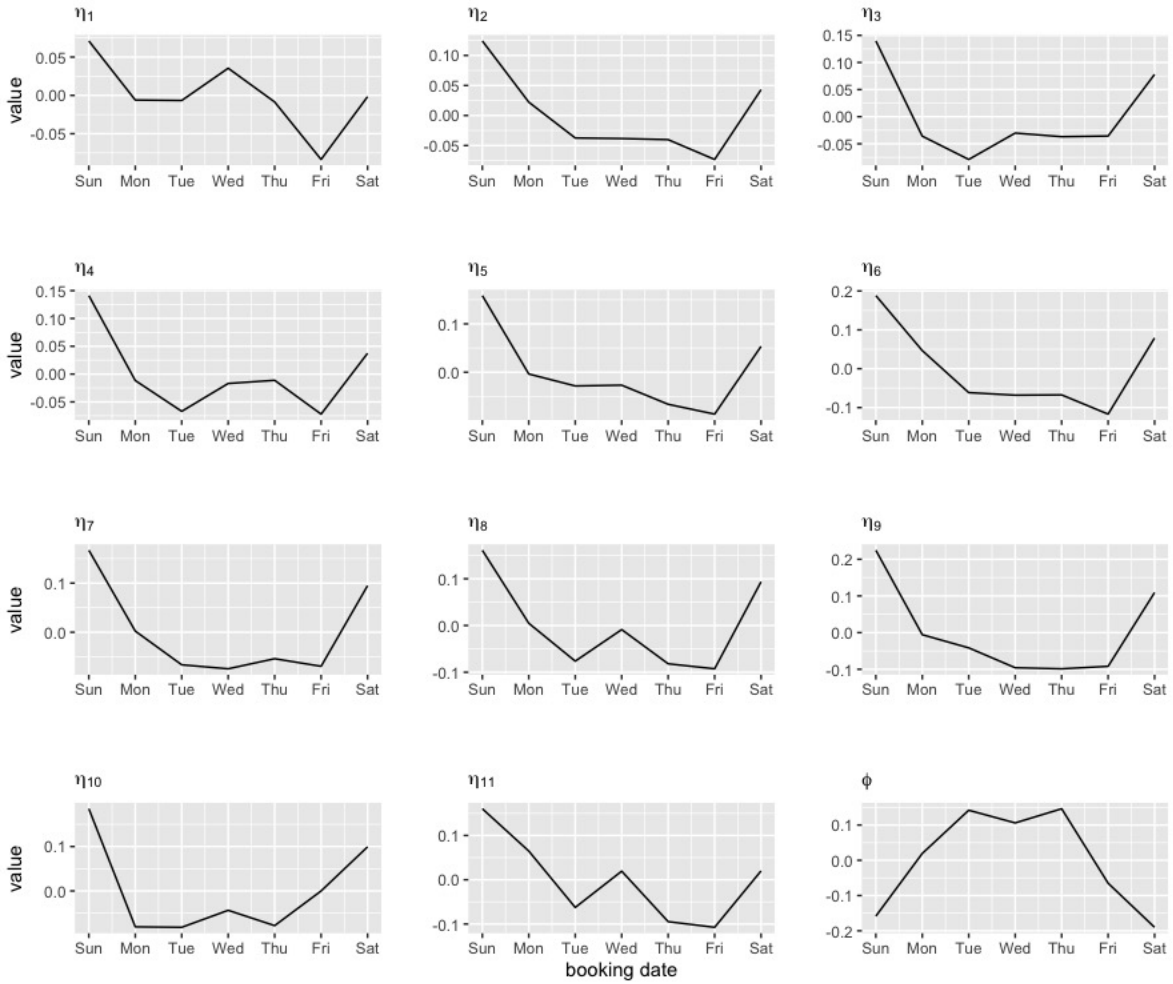 η1 η2 η3
0.05
0.00
-0.05
value
Sun Mon Tue Wed Thu Fri Sat
0.10
0.05
0.00
-0.05
Sun Mon Tue Wed Thu Fri Sat
0.15
0.10
0.05
0.00
-0.05
Sun Mon Tue Wed Thu Fri Sat
η4 η5 η6
0.15
0.10
0.05
0.00
-0.05
value
Sun Mon Tue Wed Thu Fri Sat
0.1
0.0
Sun Mon Tue Wed Thu Fri Sat
0.2
0.1
0.0
-0.1
Sun Mon Tue Wed Thu Fri Sat
η7 η8 η9
0.1
0.0
value
Sun Mon Tue Wed Thu Fri Sat
0.1
0.0
-0.1
Sun Mon Tue Wed Thu Fri Sat
0.2
0.1
0.0
-0.1
Sun Mon Tue Wed Thu Fri Sat
η10 η11 ϕ
0.1
0.0
value
Sun Mon Tue Wed Thu Fri Sat
0.1
0.0
-0.1
Sun Mon Tue Wed Thu Fri Sat
0.1
0.0
-0.1
-0.2
Sun Mon Tue Wed Thu Fri Sat
booking date